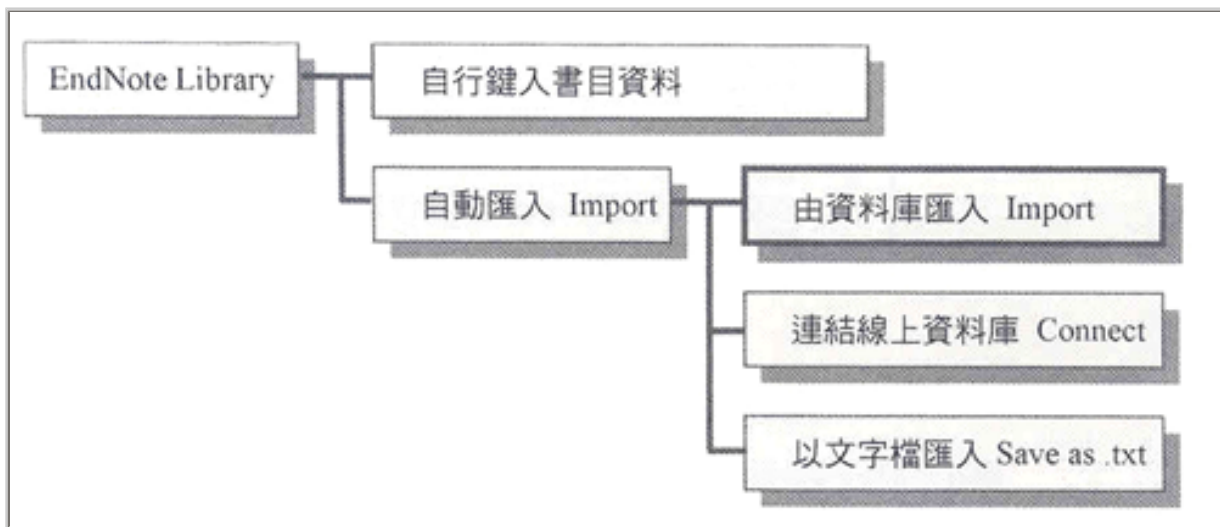 EndNote Library
自行鍵入書目資料
自動匯入 Import
由資料庫匯入 Import
連結線上資料庫 Connect
以文字檔匯入 Save as .txt